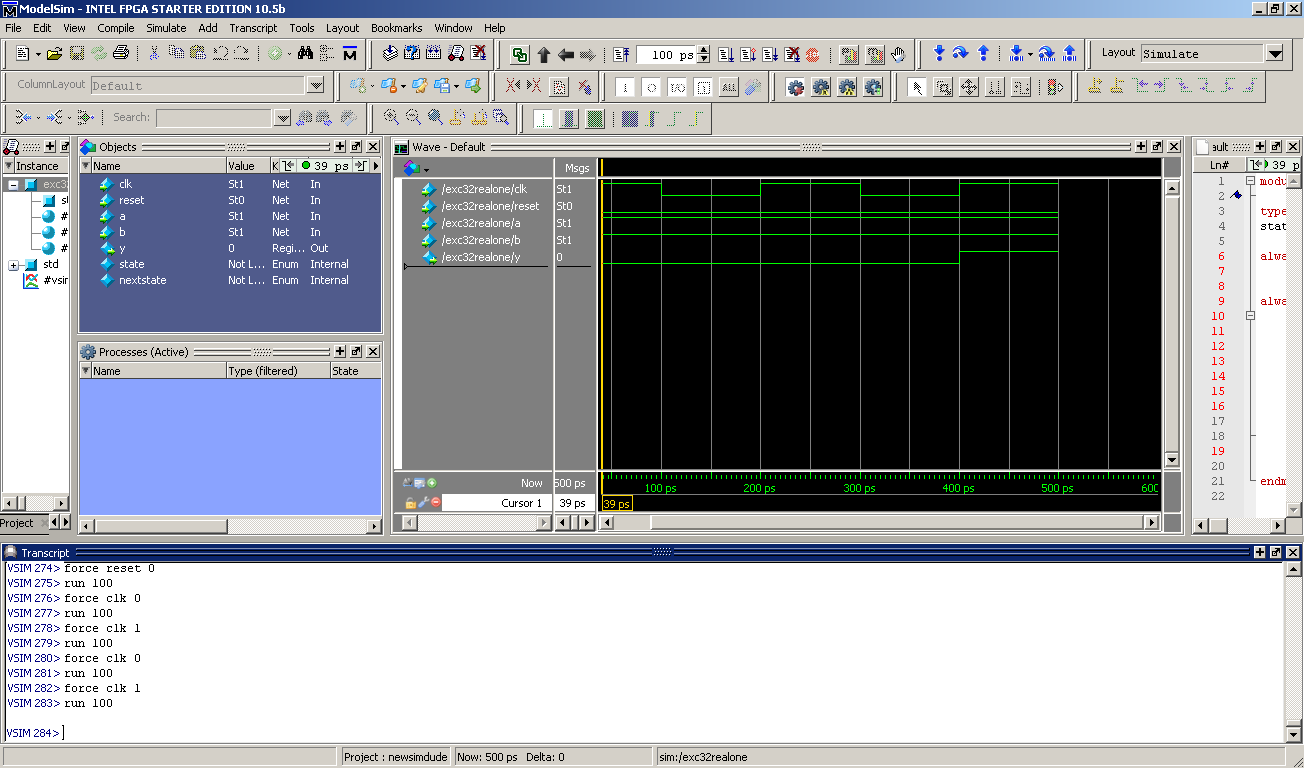 ModelSim - INTEL FPGA STARTER EDITION 10.5b
File Edit View Compile Simulate Add Transcript Tools Layout Bookmarks Window Help
100 ps
Layout Simulate
ColumnLayout Default
ALL
Search:
Instance
exc3
st
#
#
#
std
#vsin
Project
Objects
Name Value K 39 ps
clk St1 Net In
reset St0 Net In
a St1 Net In
b St1 Net In
y 0 Regi... Out
state Not L... Enum Internal
nextstate Not L... Enum Internal
Processes (Active)
Name Type (filtered) State
Wave - Default
Msgs
/exc32realone/clk St1
/exc32realone/reset St0
/exc32realone/a St1
/exc32realone/b St1
/exc32realone/y 0
Now 500 ps
100 ps 200 ps 300 ps 400 ps 500 ps 600
Cursor 1 39 ps
39 ps
ault
Ln# 39 p
1 modu
2
3 type
4 stat
5
6 alwa
7
8
9 alwa
10
11
12
13
14
15
16
17
18
19
20
21 endm
22
Transcript
VSIM 274> force reset 0
VSIM 275> run 100
VSIM 276> force clk 0
VSIM 277> run 100
VSIM 278> force clk 1
VSIM 279> run 100
VSIM 280> force clk 0
VSIM 281> run 100
VSIM 282> force clk 1
VSIM 283> run 100
VSIM 284>
Project : newsimdude Now: 500 ps Delta: 0 sim:/exc32realone